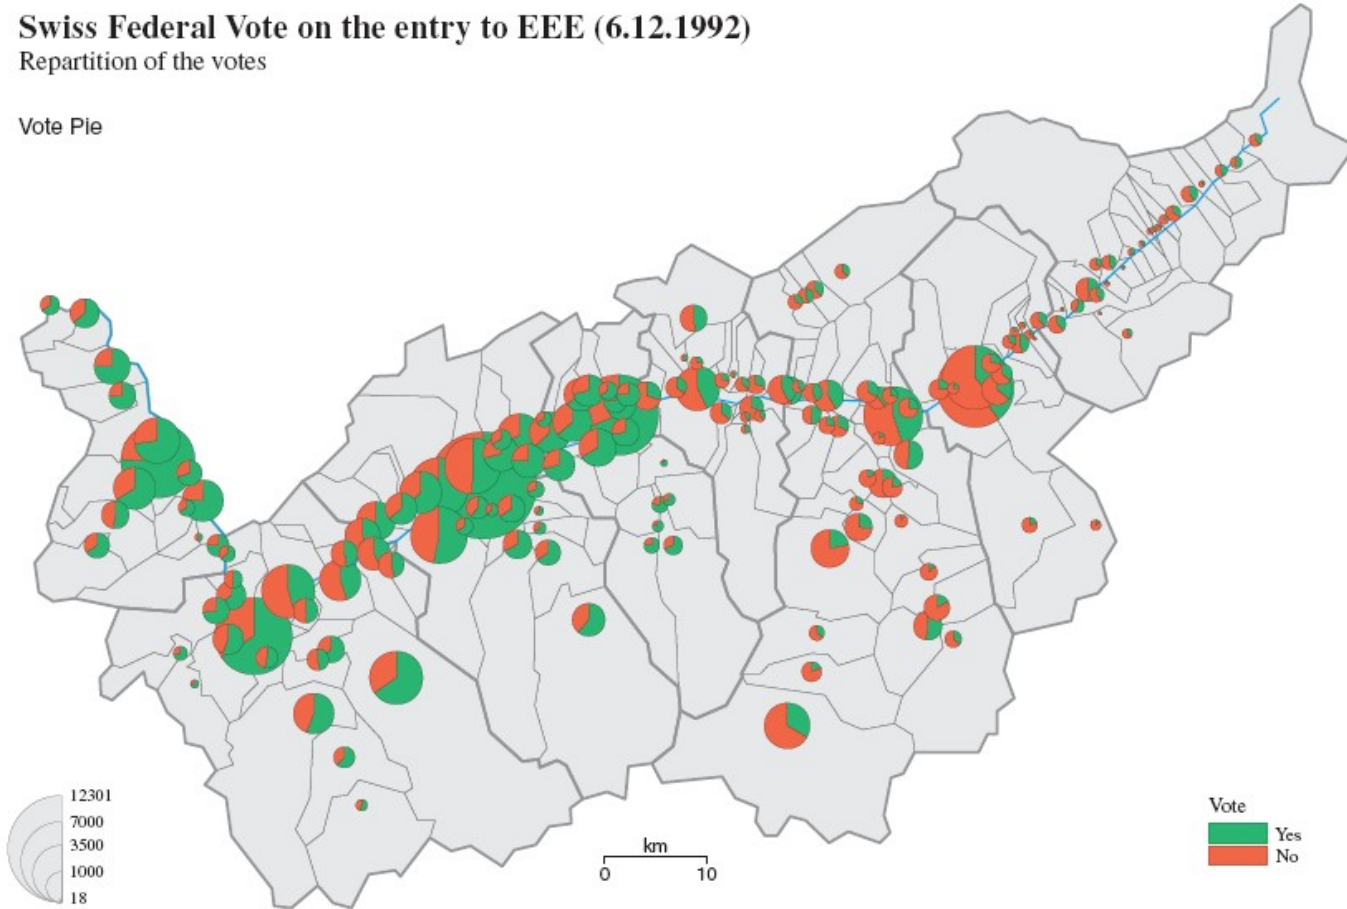 Swiss Federal Vote on the entry to EEE (6.12.1992)
Repartition of the votes
Vote Pie
12301
7000
3500
1000
18
km
0 10
Vote
Yes
No